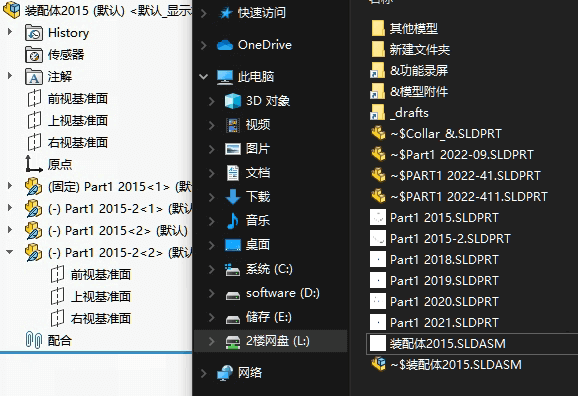 装配体2015 (默认) <默认_显示
History
传感器
注解
前视基准面
上视基准面
右视基准面
原点
(固定) Part1 2015<1> (默
(-) Part1 2015-2<1> (默认
(-) Part1 2015<2> (默认)
(-) Part1 2015-2<2> (默认
前视基准面
上视基准面
右视基准面
配合
快速访问
OneDrive
此电脑
3D 对象
视频
图片
文档
下载
音乐
桌面
系统 (C:)
software (D:)
储存 (E:)
2楼网盘 (L:)
网络
其他模型
新建文件夹
&功能录屏
&模型附件
_drafts
~$Collar_&.SLDPRT
~$Part1 2022-09.SLDPRT
~$PART1 2022-41.SLDPRT
~$PART1 2022-411.SLDPRT
Part1 2015.SLDPRT
Part1 2015-2.SLDPRT
Part1 2018.SLDPRT
Part1 2019.SLDPRT
Part1 2020.SLDPRT
Part1 2021.SLDPRT
装配体2015.SLDASM
~$装配体2015.SLDASM